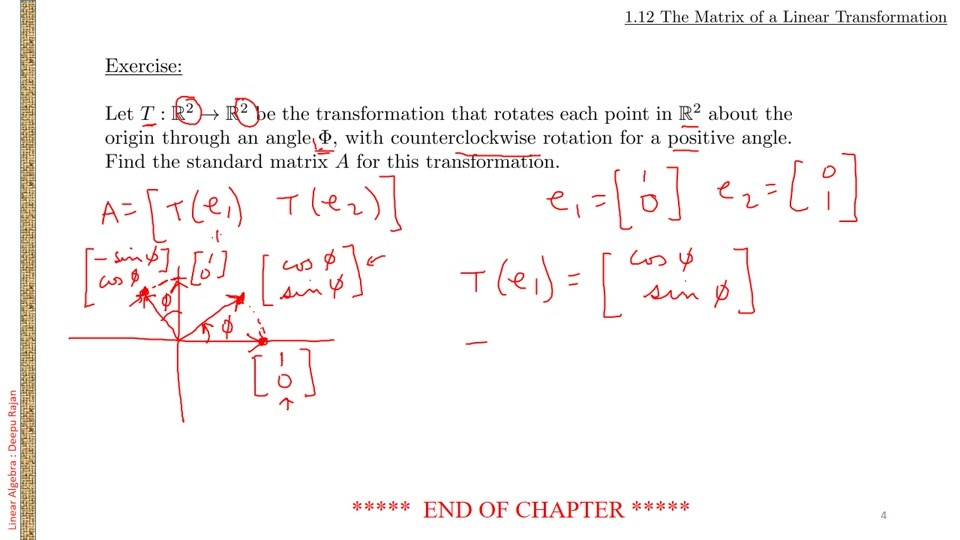 1.12 The Matrix of a Linear Transformation
Exercise:
Let T : ℝ² → ℝ² be the transformation that rotates each point in ℝ² about the
origin through an angle Φ, with counterclockwise rotation for a positive angle.
Find the standard matrix A for this transformation.
A = [ T(e₁) T(e₂) ]
e₁ = [ 1 0 ] e₂ = [ 0 1 ]
[ -sin φ cos φ ] [ 1 0 ] [ cos φ sin φ ]
φ
φ
[ 1 0 ]
T(e₁) = [ cos φ sin φ ]
Linear Algebra : Deepu Rajan
***** END OF CHAPTER *****
4